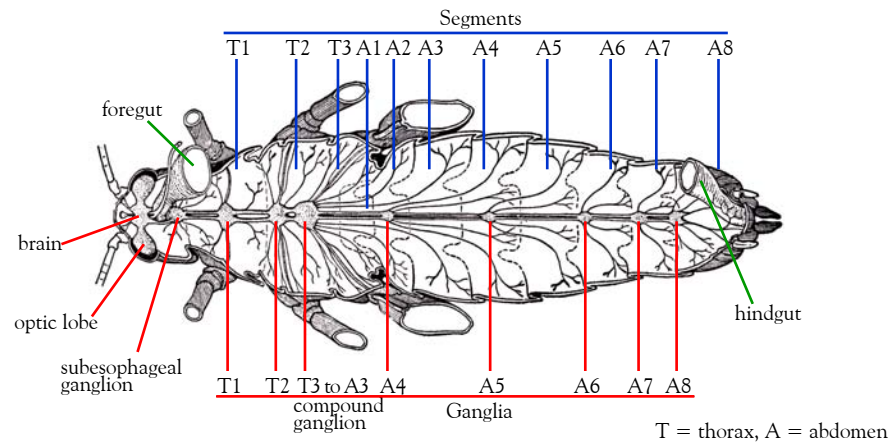 Segments
T1 T2 T3 A1 A2 A3 A4 A5 A6 A7 A8
foregut
brain
optic lobe
hindgut
subesophageal
ganglion
T1 T2 T3 to A3 A4 A5 A6 A7 A8
compound
ganglion
Ganglia
T = thorax, A = abdomen